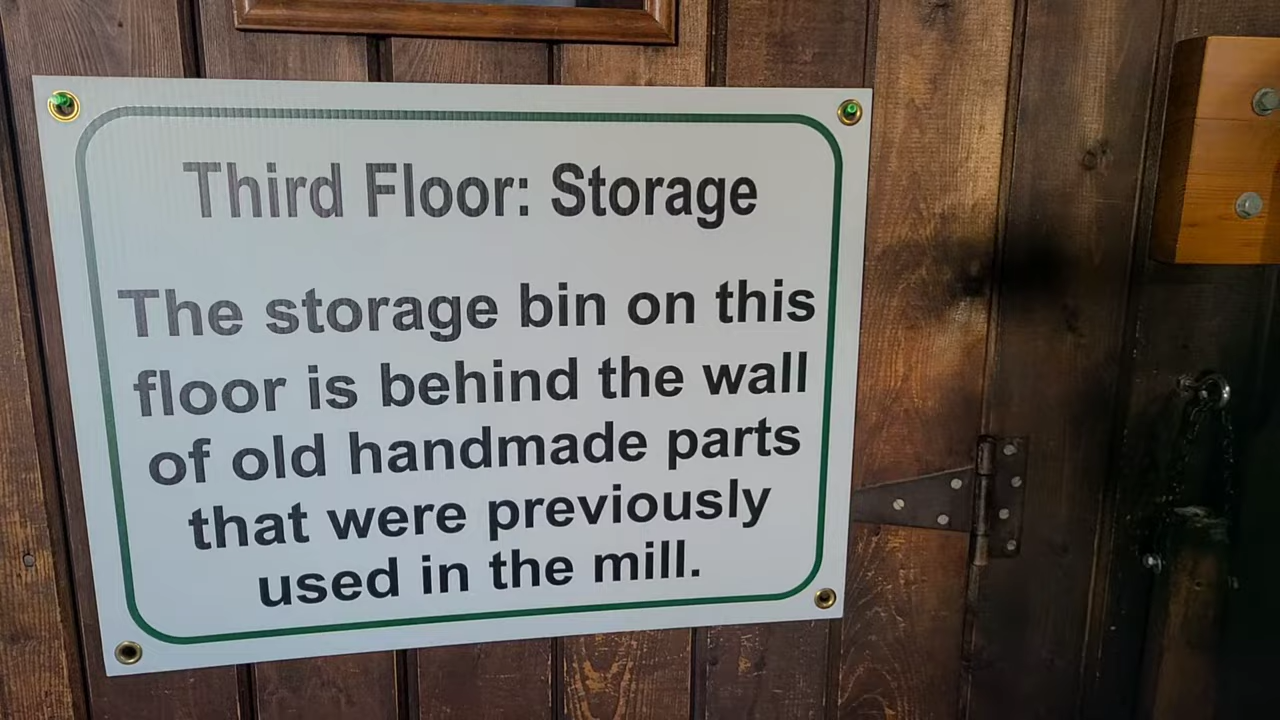 Third Floor: Storage
The storage bin on this
floor is behind the wall
of old handmade parts
that were previously
used in the mill.